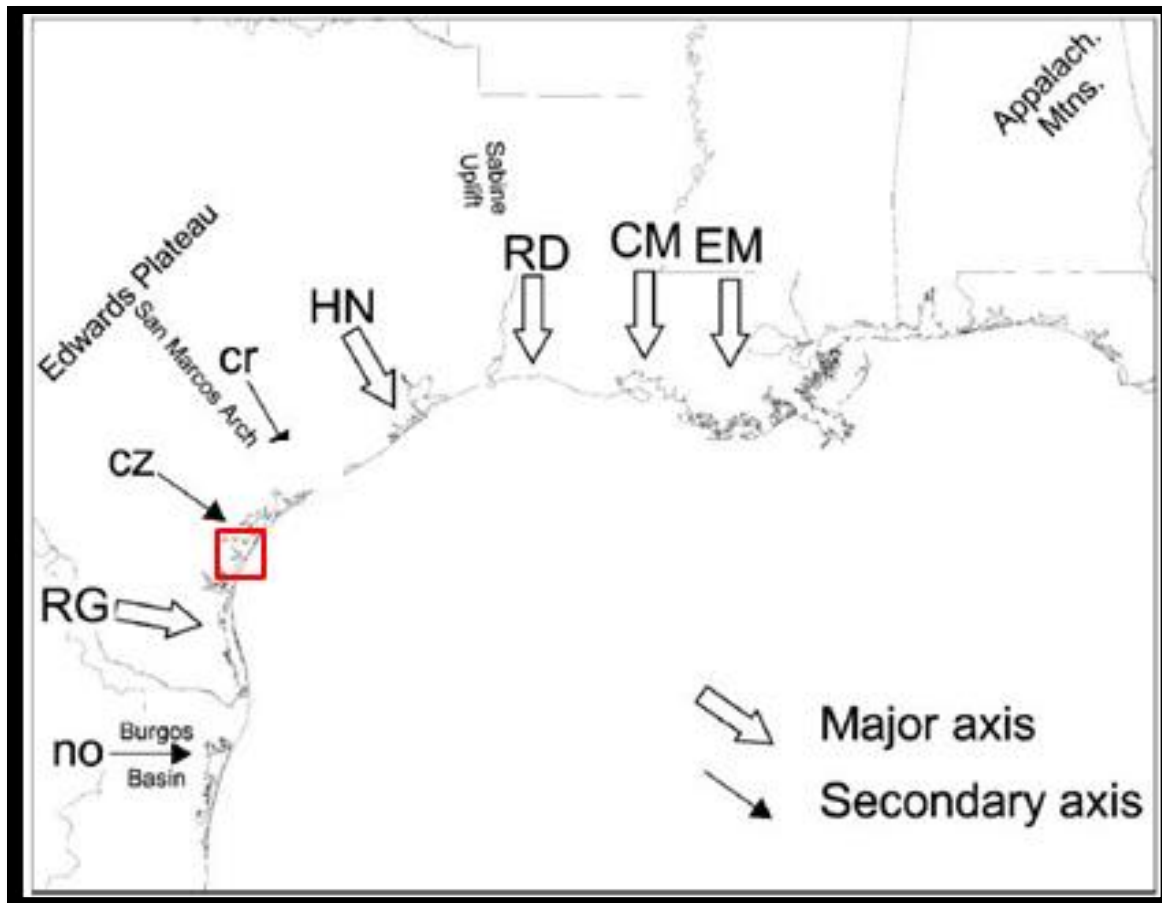 Appalach.
Mtns.
Sabine
Uplift
CM EM
RD
Edwards Plateau
San Marcos Arch
HN
cr
cz
RG
no
Burgos
Basin
Major axis
Secondary axis